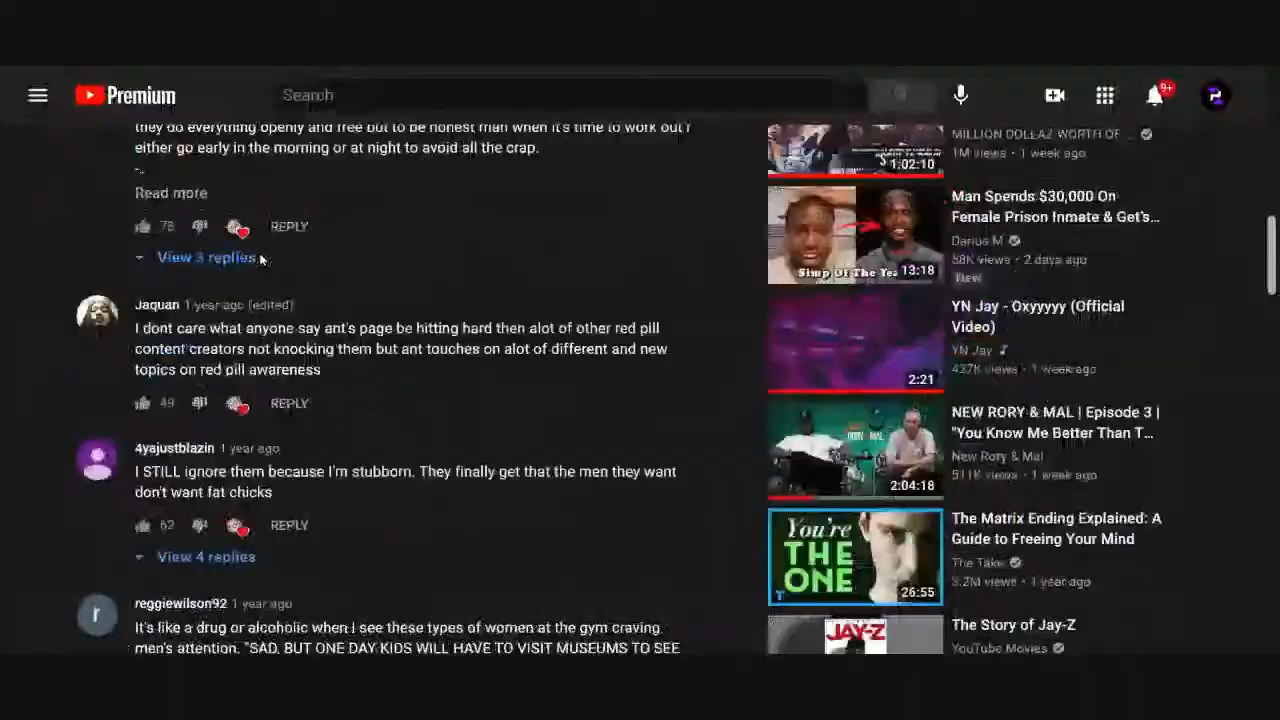 Premium
Search
9+
they do everything openly and free but to be honest man when it's time to work out I
either go early in the morning or at night to avoid all the crap.
Read more
78
REPLY
View 3 replies
Jaquan 1 year ago (edited)
I dont care what anyone say ant's page be hitting hard then alot of other red pill
content creators not knocking them but ant touches on alot of different and new
topics on red pill awareness
49
REPLY
4yajustblazin 1 year ago
I STILL ignore them because I'm stubborn. They finally get that the men they want
don't want fat chicks
62
REPLY
View 4 replies
r
reggiewilson92 1 year ago
It's like a drug or alcoholic when I see these types of women at the gym craving
men's attention. "SAD, BUT ONE DAY KIDS WILL HAVE TO VISIT MUSEUMS TO SEE
1:02:10
MILLION DOLLAZ WORTH OF ...
1M views • 1 week ago
Simp Of The Yea
13:18
Man Spends $30,000 On
Female Prison Inmate & Get's...
Darius M
58K views • 2 days ago
New
2:21
YN Jay - Oxyyyyy (Official
Video)
YN Jay
437K views • 1 week ago
RORY MAL
2:04:18
NEW RORY & MAL | Episode 3 |
"You Know Me Better Than T...
New Rory & Mal
511K views • 1 week ago
You're
THE
ONE
26:55
The Matrix Ending Explained: A
Guide to Freeing Your Mind
The Take
3.2M views • 1 year ago
JAY-Z
The Story of Jay-Z
YouTube Movies